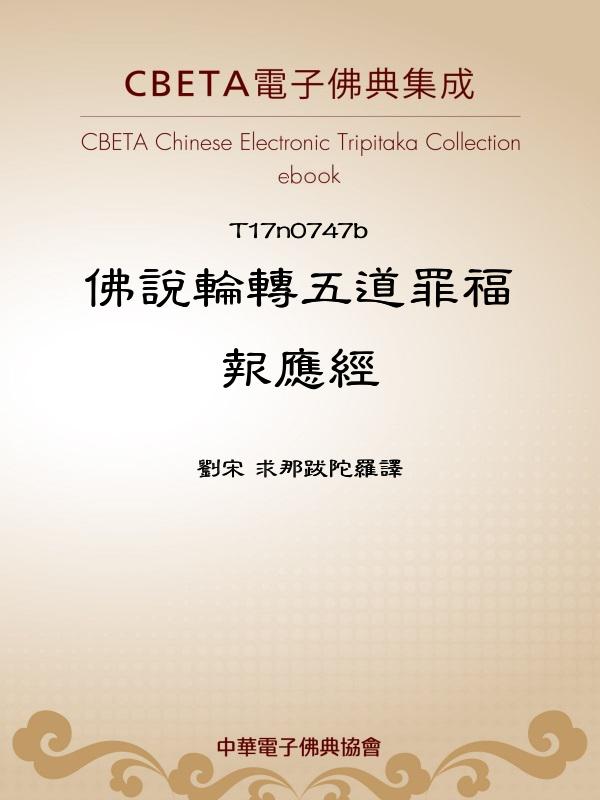 CBETA電子佛典集成
CBETA Chinese Electronic Tripitaka Collection
ebook
T17n0747b
佛說輪轉五道罪福
報應經
劉宋 求那跋陀羅譯
中華電子佛典協會